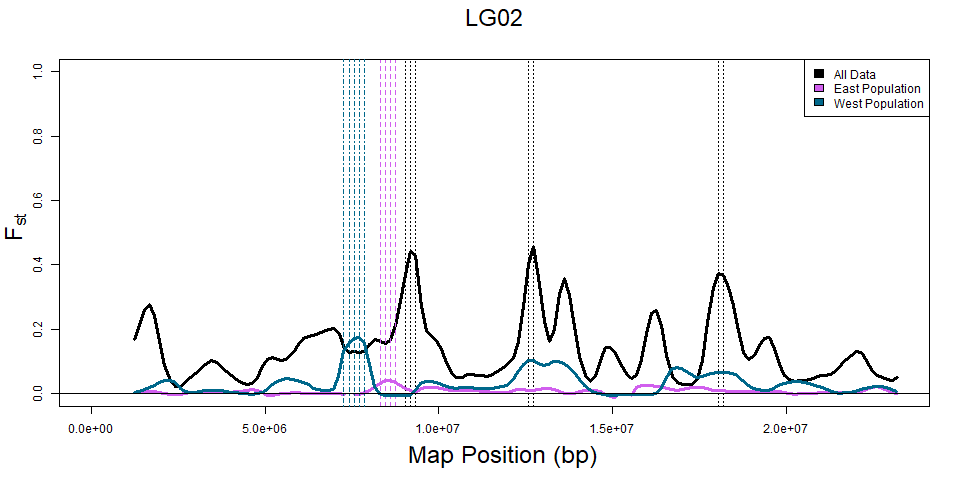 LG02
All Data
East Population
West Population
1.0
0.8
0.6
0.4
0.2
0.0
Fst
0.0e+00 5.0e+06 1.0e+07 1.5e+07 2.0e+07
Map Position (bp)